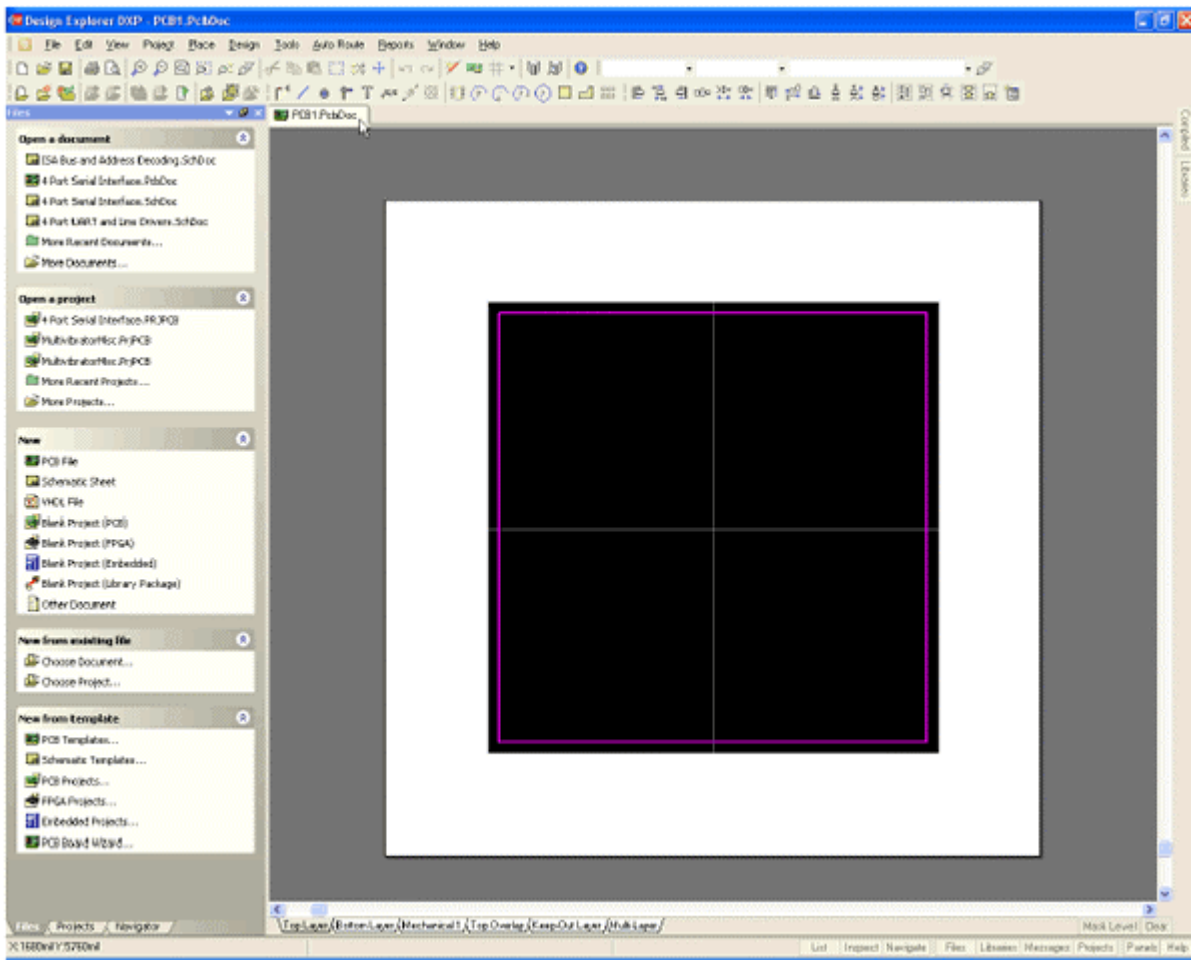 Design Explorer DXP - PCB1.PcbDoc
File Edit View Project Place Design Tools Auto Route Reports Window Help
Files
PCB1.PcbDoc
Compiled
Libraries
Open a document
ISA Bus and Address Decoding.SchDoc
4 Port Serial Interface.PcbDoc
4 Port Serial Interface.SchDoc
4 Port UART and Line Drivers.SchDoc
More Recent Documents...
More Documents...
Open a project
4 Port Serial Interface.PRJPCB
MultivibratorMisc.PrjPCB
MultivibratorMisc.PrjPCB
More Recent Projects...
More Projects...
New
PCB File
Schematic Sheet
VHDL File
Blank Project (PCB)
Blank Project (FPGA)
Blank Project (Embedded)
Blank Project (Library Package)
Other Document
New from existing file
Choose Document...
Choose Project...
New from template
PCB Templates...
Schematic Templates...
PCB Projects...
FPGA Projects...
Embedded Projects...
PCB Board Wizard...
Files Projects Navigator
Top Layer Bottom Layer Mechanical 1 Top Overlay Keep-Out Layer Multi-Layer
Mask Level Clear
X:1680mil Y:5760mil
List Inspect Navigate Files Libraries Messages Projects Panels Help